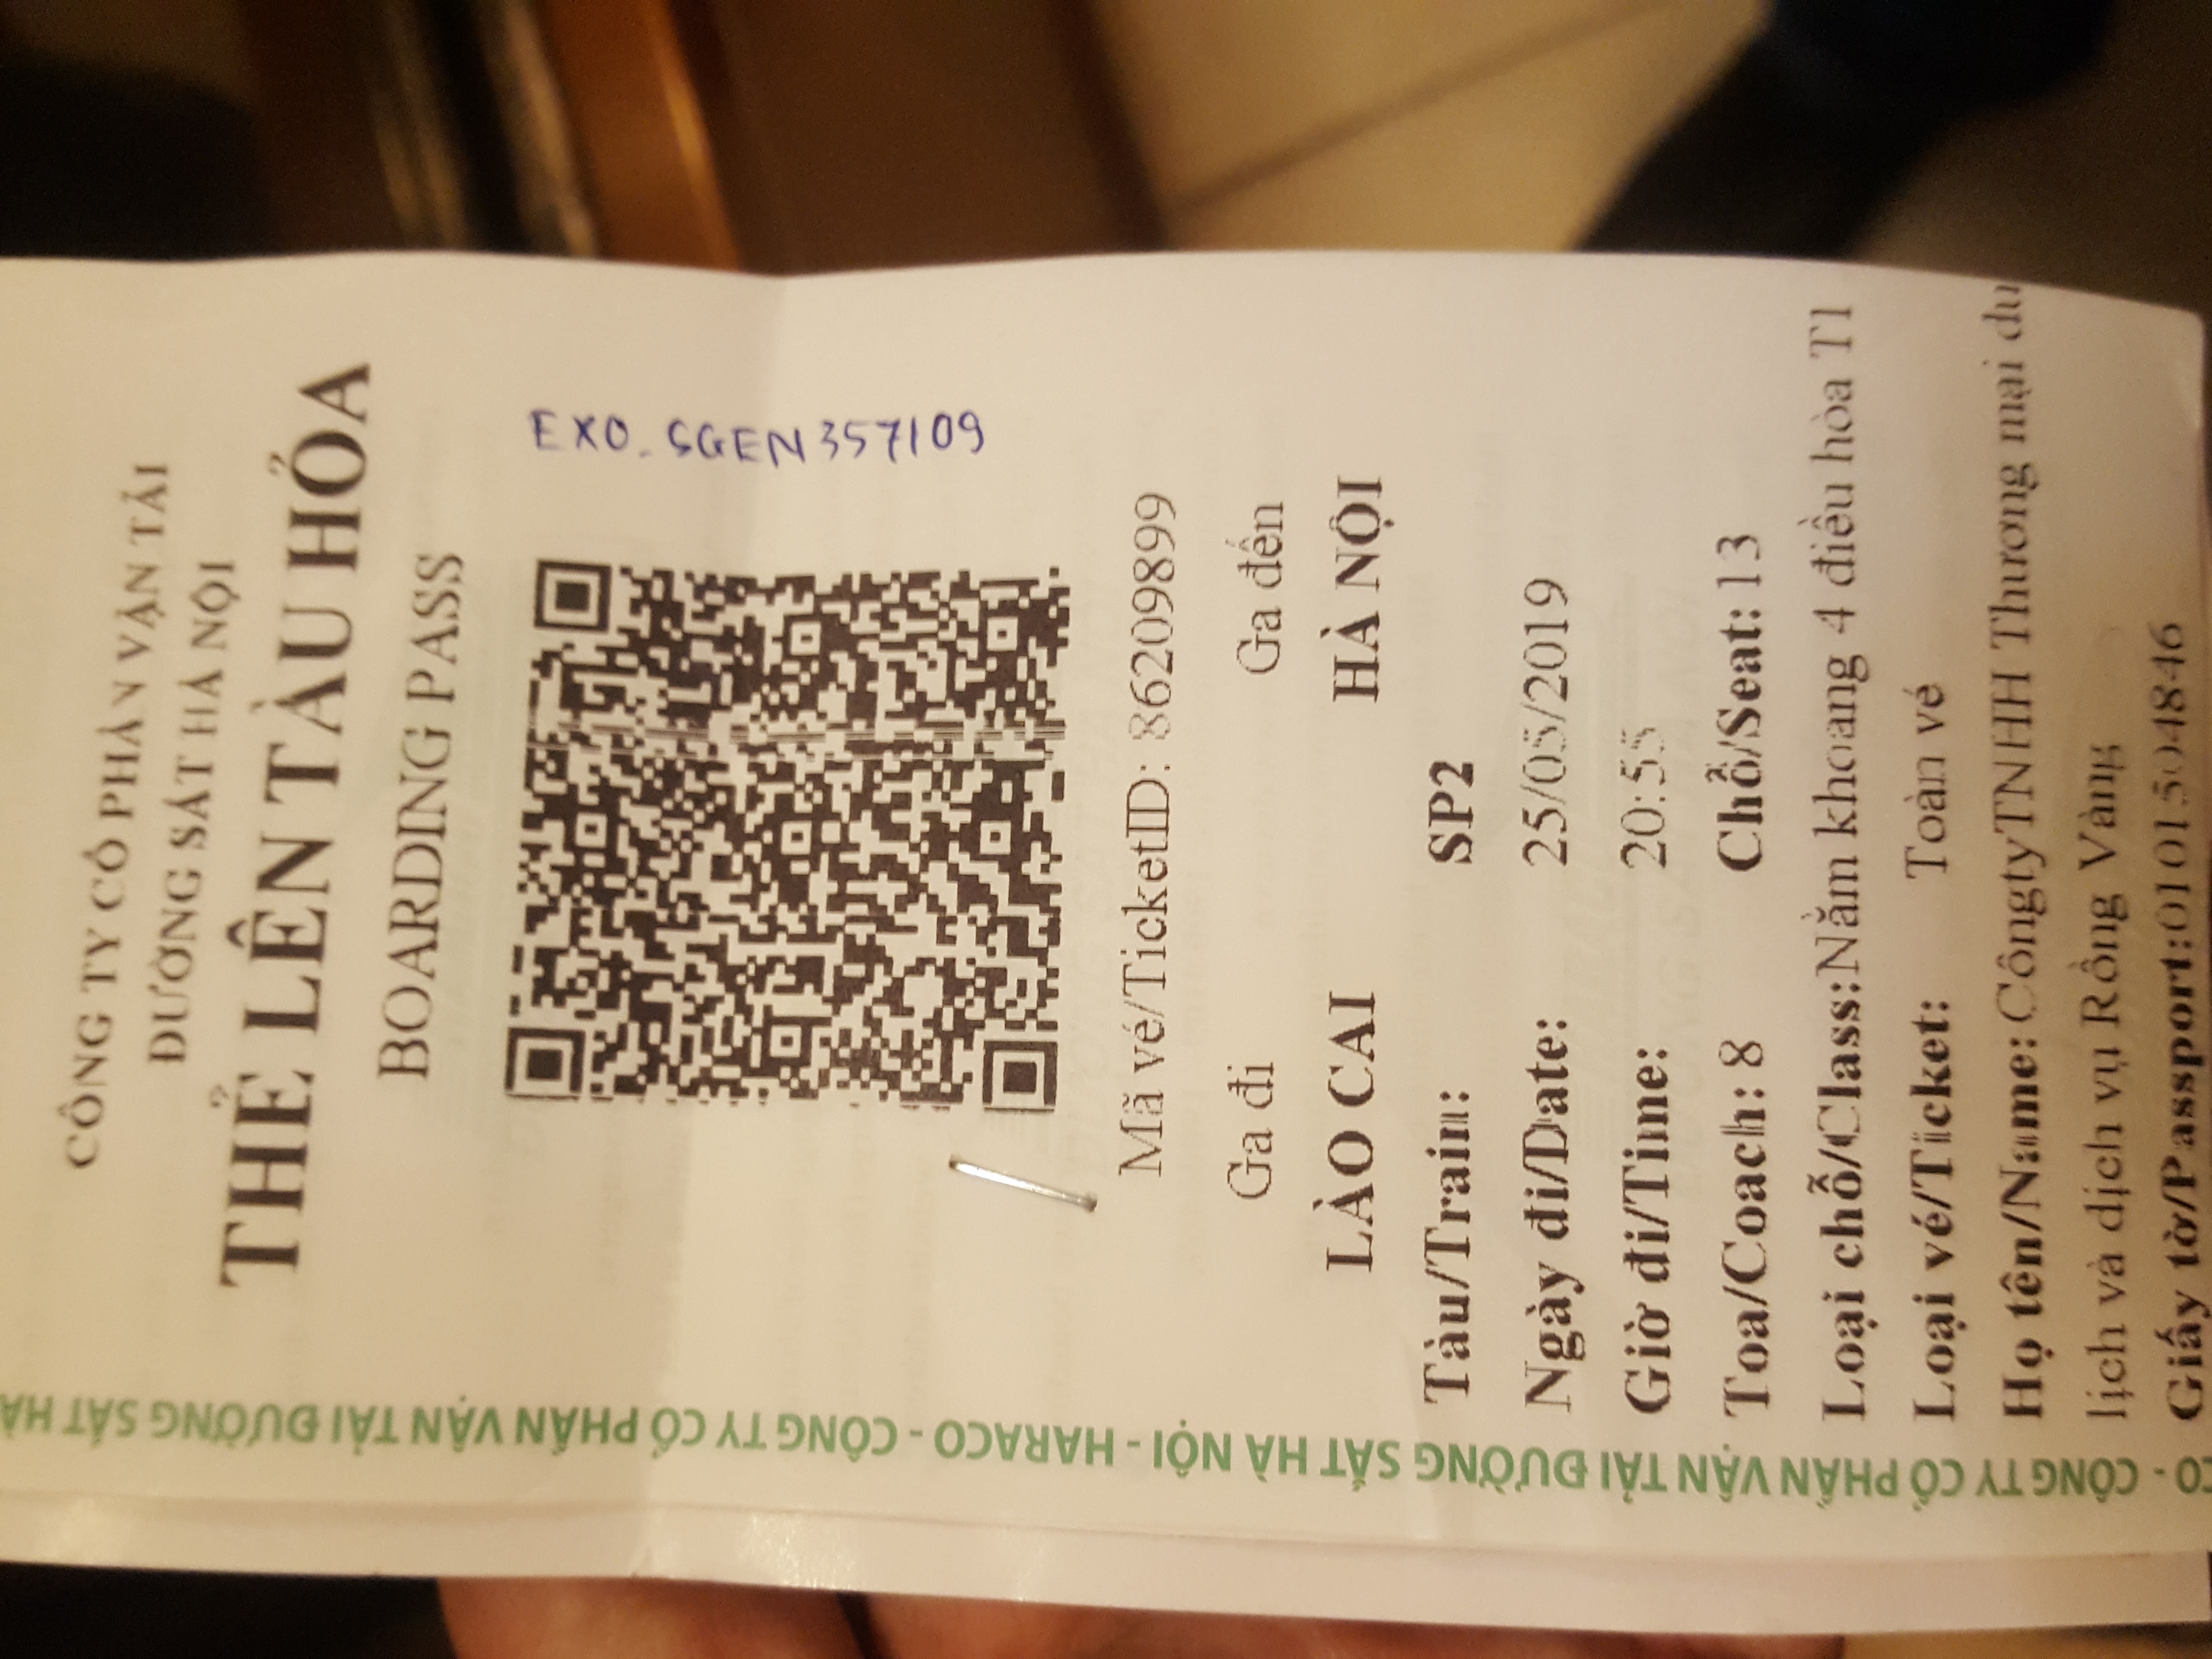 CÔNG TY CỔ PHẦN VẬN TẢI
ĐƯỜNG SẮT HÀ NỘI
THẺ LÊN TÀU HỎA
BOARDING PASS
EXO. SGEN357109
Mã vé/TicketID: 86209899
Ga đi Ga đến
LÀO CAI HÀ NỘI
Tàu/Train: SP2
Ngày đi/Date: 25/05/2019
Giờ đi/Time: 20:55
Toa/Coach: 8 Chỗ/Seat: 13
Loại chỗ/Class:Nằm khoang 4 điều hòa T1
Loại vé/Ticket: Toàn vé
Họ tên/Name: CôngtyTNHH Thương mại du
lịch và dịch vụ Rồng Vàng
Giấy tờ/Passport:0101504846
CO - CÔNG TY CỔ PHẦN VẬN TẢI ĐƯỜNG SẮT HÀ NỘI - HARACO - CÔNG TY CỔ PHẦN VẬN TẢI ĐƯỜNG SẮT HÀ